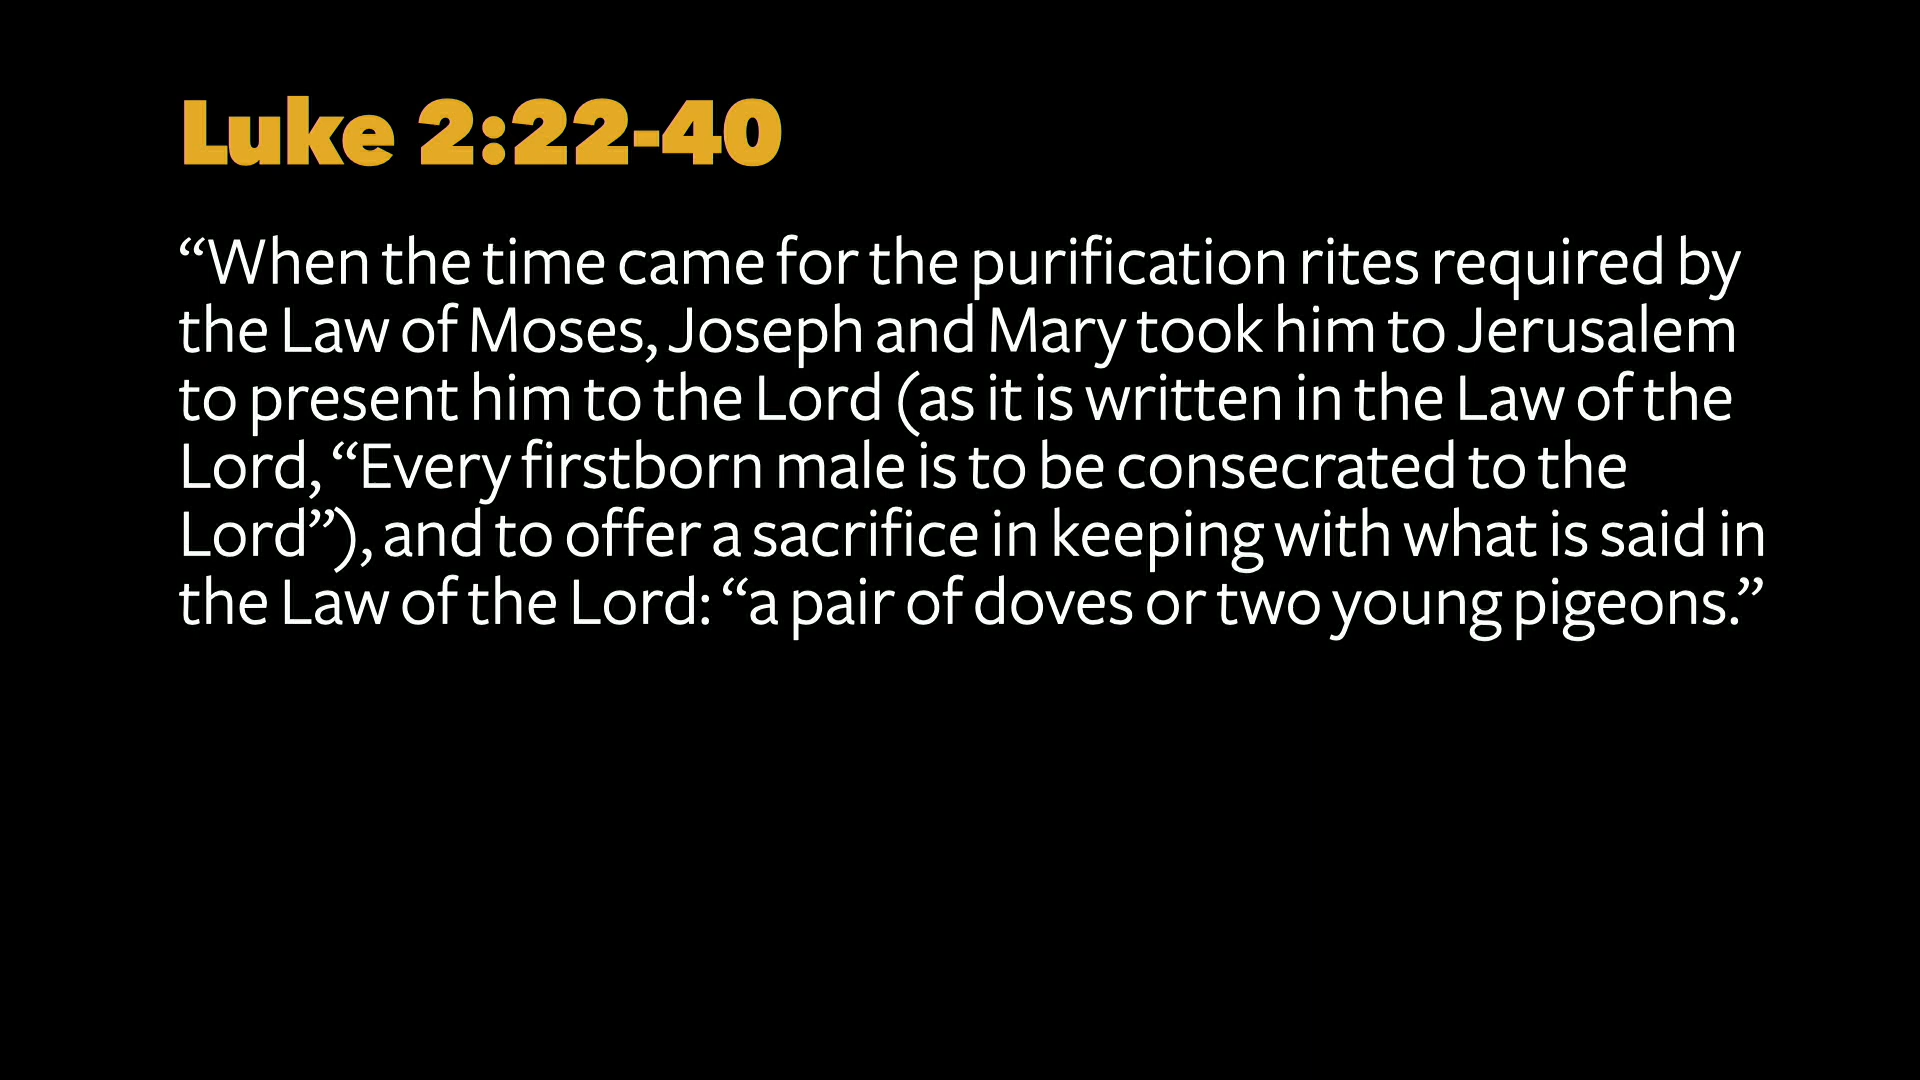 Luke 2:22-40
“When the time came for the purification rites required by
the Law of Moses, Joseph and Mary took him to Jerusalem
to present him to the Lord (as it is written in the Law of the
Lord, “Every firstborn male is to be consecrated to the
Lord”), and to offer a sacrifice in keeping with what is said in
the Law of the Lord: “a pair of doves or two young pigeons.”